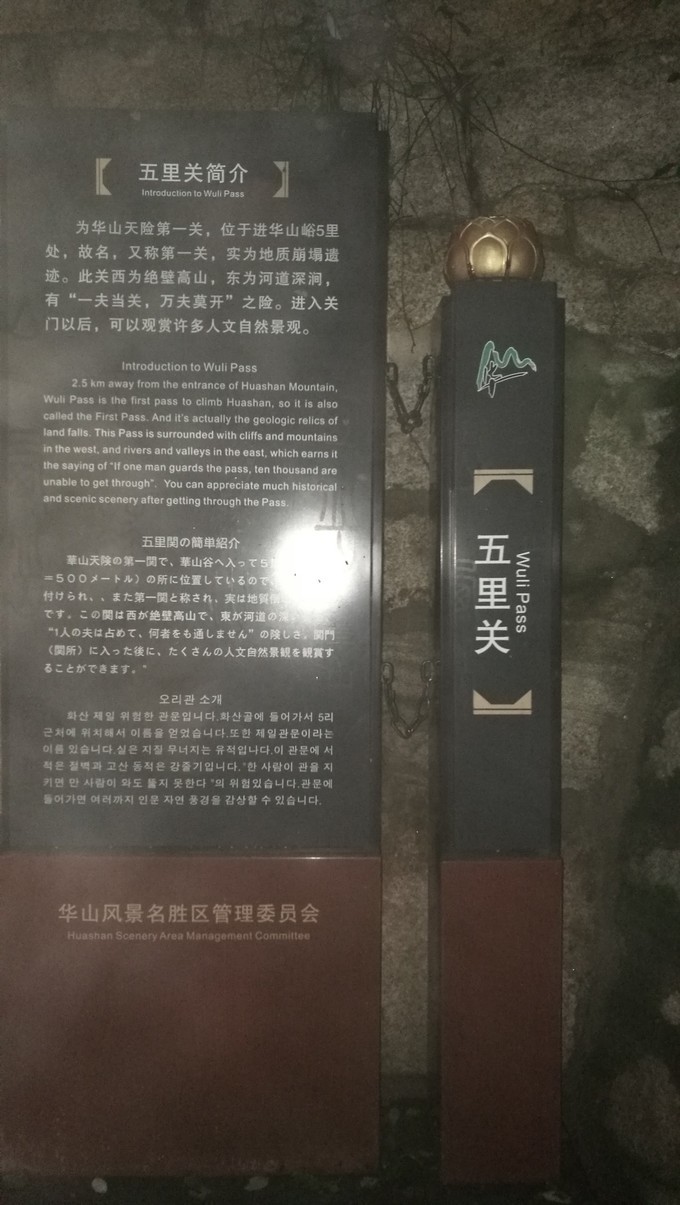 五里关简介
Introduction to Wuli Pass
为华山天险第一关，位于进华山峪5里
处，故名，又称第一关，实为地质崩塌遗
迹。此关西为绝壁高山，东为河道深涧，
有“一夫当关，万夫莫开”之险。进入关
门以后，可以观赏许多人文自然景观。
Introduction to Wuli Pass
2.5 km away from the entrance of Huashan Mountain,
Wuli Pass is the first pass to climb Huashan, so it is also
called the First Pass. And it's actually the geologic relics of
land falls. This Pass is surrounded with cliffs and mountains
in the west, and rivers and valleys in the east, which earns it
the saying of "If one man guards the pass, ten thousand are
unable to get through". You can appreciate much historical
and scenic scenery after getting through the Pass.
五里関の簡単紹介
華山天険の第一関で、華山谷へ入って5
=500メートル）の所に位置しているので
付けられ、、また第一関と称され、実は地質
です。この関は西が絶壁高山で、東が河道の
“1人の夫は占めて、何者をも通しません”の険しさ。関門
（関所）に入った後に、たくさんの人文自然景観を観賞す
ることができます。”
오리관 소개
화산 제일 위험한 관문입니다.화산골에 들어가서 5리
근처에 위치해서 이름을 얻었습니다.또한 제일관문이라는
이름 있습니다.실은 지질 무너지는 유적입나다.이 관문에 서
적은 절벽과 고산 동적은 강줄기입니다.“한 사람이 관을 지
키면 만 사람이 와도 뚫지 못한다 ”의 위험있습니다.관문에
들어가면 여러까지 인문 자연 풍경을 감상할 수 있습니다.
华山风景名胜区管理委员会
Huashan Scenery Area Management Committee
五里关
Wuli Pass